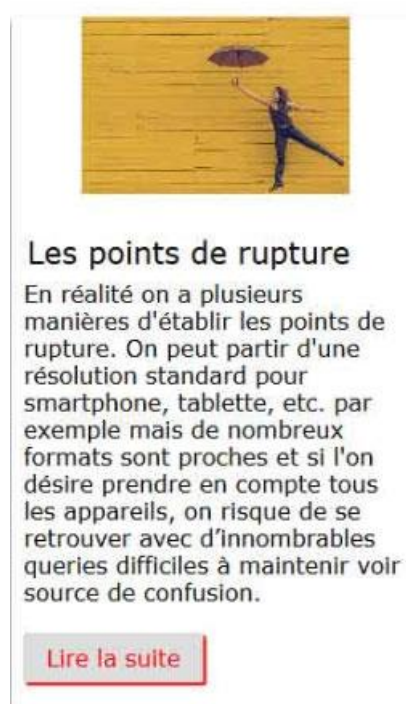 Les points de rupture
En réalité on a plusieurs
manières d'établir les points de
rupture. On peut partir d'une
résolution standard pour
smartphone, tablette, etc. par
exemple mais de nombreux
formats sont proches et si l'on
désire prendre en compte tous
les appareils, on risque de se
retrouver avec d’innombrables
queries difficiles à maintenir voir
source de confusion.
Lire la suite